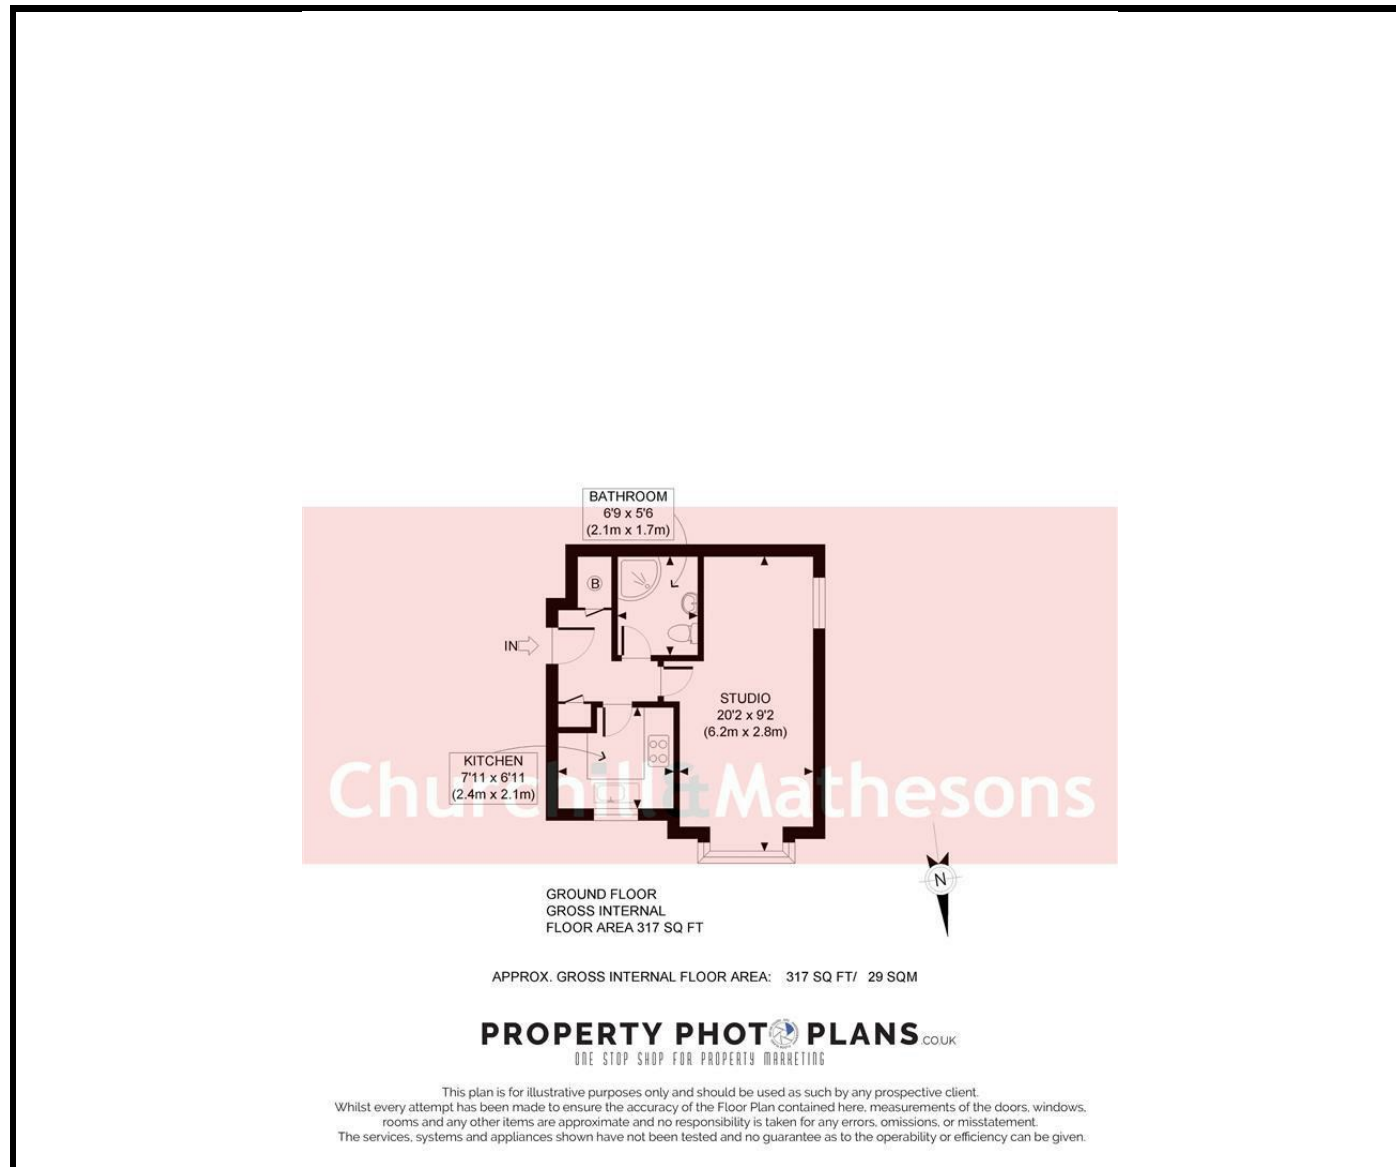 BATHROOM
6'9 x 5'6
(2.1m x 1.7m)
B
IN
STUDIO
20'2 x 9'2
(6.2m x 2.8m)
KITCHEN
7'11 x 6'11
(2.4m x 2.1m)
Churchill & Mathesons
N
GROUND FLOOR
GROSS INTERNAL
FLOOR AREA 317 SQ FT
APPROX. GROSS INTERNAL FLOOR AREA: 317 SQ FT/ 29 SQM
PROPERTY PHOTO PLANS.CO.UK
ONE STOP SHOP FOR PROPERTY MARKETING
This plan is for illustrative purposes only and should be used as such by any prospective client.
Whilst every attempt has been made to ensure the accuracy of the Floor Plan contained here, measurements of the doors, windows,
rooms and any other items are approximate and no responsibility is taken for any errors, omissions, or misstatement.
The services, systems and appliances shown have not been tested and no guarantee as to the operability or efficiency can be given.